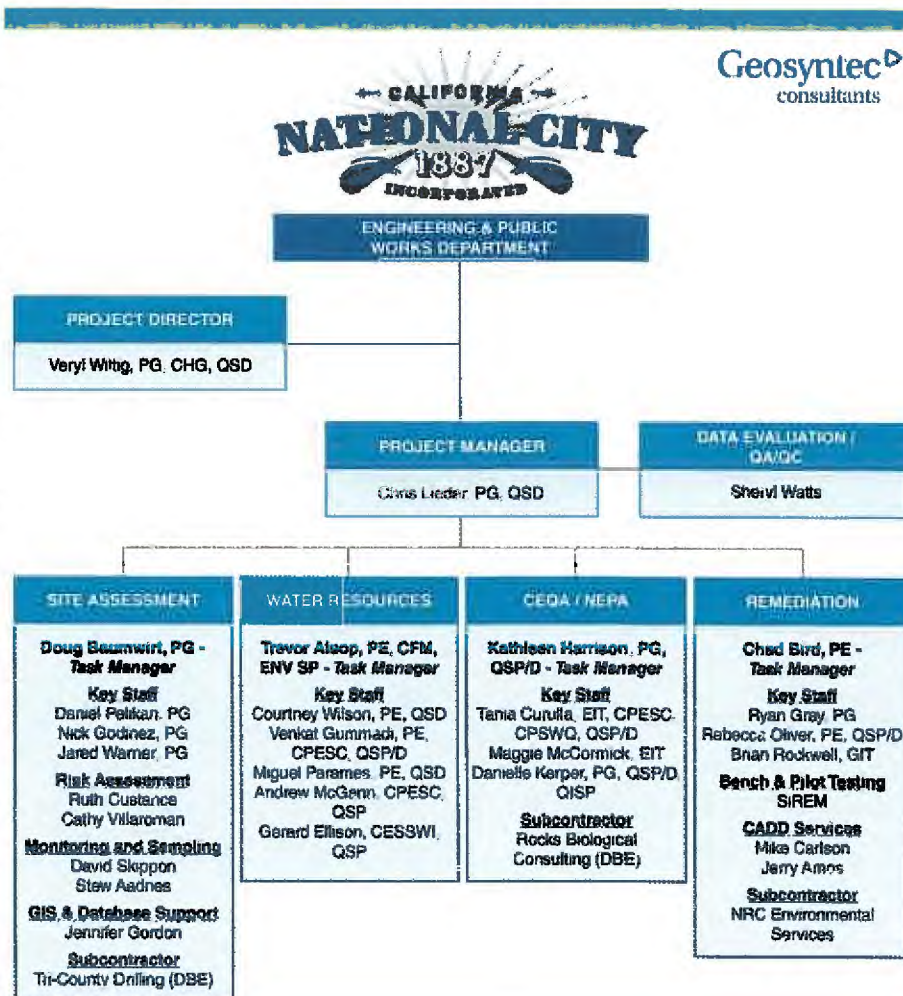 Geosyntec
consultants
CALIFORNIA
NATIONAL CITY
1887
INCORPORATED
ENGINEERING & PUBLIC
WORKS DEPARTMENT
PROJECT DIRECTOR
Veryl Wittig, PG, CHG, QSD
PROJECT MANAGER
Chris Lieder, PG, QSD
DATA EVALUATION /
QA/QC
Sheryl Watts
SITE ASSESSMENT
Doug Baumwirt, PG -
Task Manager
Key Staff
Daniel Pelikan, PG
Nick Godinez, PG
Jared Warner, PG
Risk Assessment
Ruth Custance
Cathy Villaroman
Monitoring and Sampling
David Skippon
Stew Aadnes
GIS & Database Support
Jennifer Gordon
Subcontractor
Tri-County Drilling (DBE)
WATER RESOURCES
Trevor Alsop, PE, CFM,
ENV SP - Task Manager
Key Staff
Courtney Wilson, PE, QSD
Venkat Gummadi, PE,
CPESC, QSP/D
Miguel Parames, PE, QSD
Andrew McGenn, CPESC,
QSP
Gerard Ellison, CESSWI,
QSP
CEQA / NEPA
Kathleen Harrison, PG,
QSP/D - Task Manager
Key Staff
Tania Curulla, EIT, CPESC,
CPSWQ, QSP/D
Maggie McCormick, EIT
Danielle Kerper, PG, QSP/D,
QISP
Subcontractor
Rocks Biological
Consulting (DBE)
REMEDIATION
Chad Bird, PE -
Task Manager
Key Staff
Ryan Gray, PG
Rebecca Oliver, PE, QSP/D
Brian Rockwell, GIT
Bench & Pilot Testing
SiREM
CADD Services
Mike Carlson
Jerry Amos
Subcontractor
NRC Environmental
Services